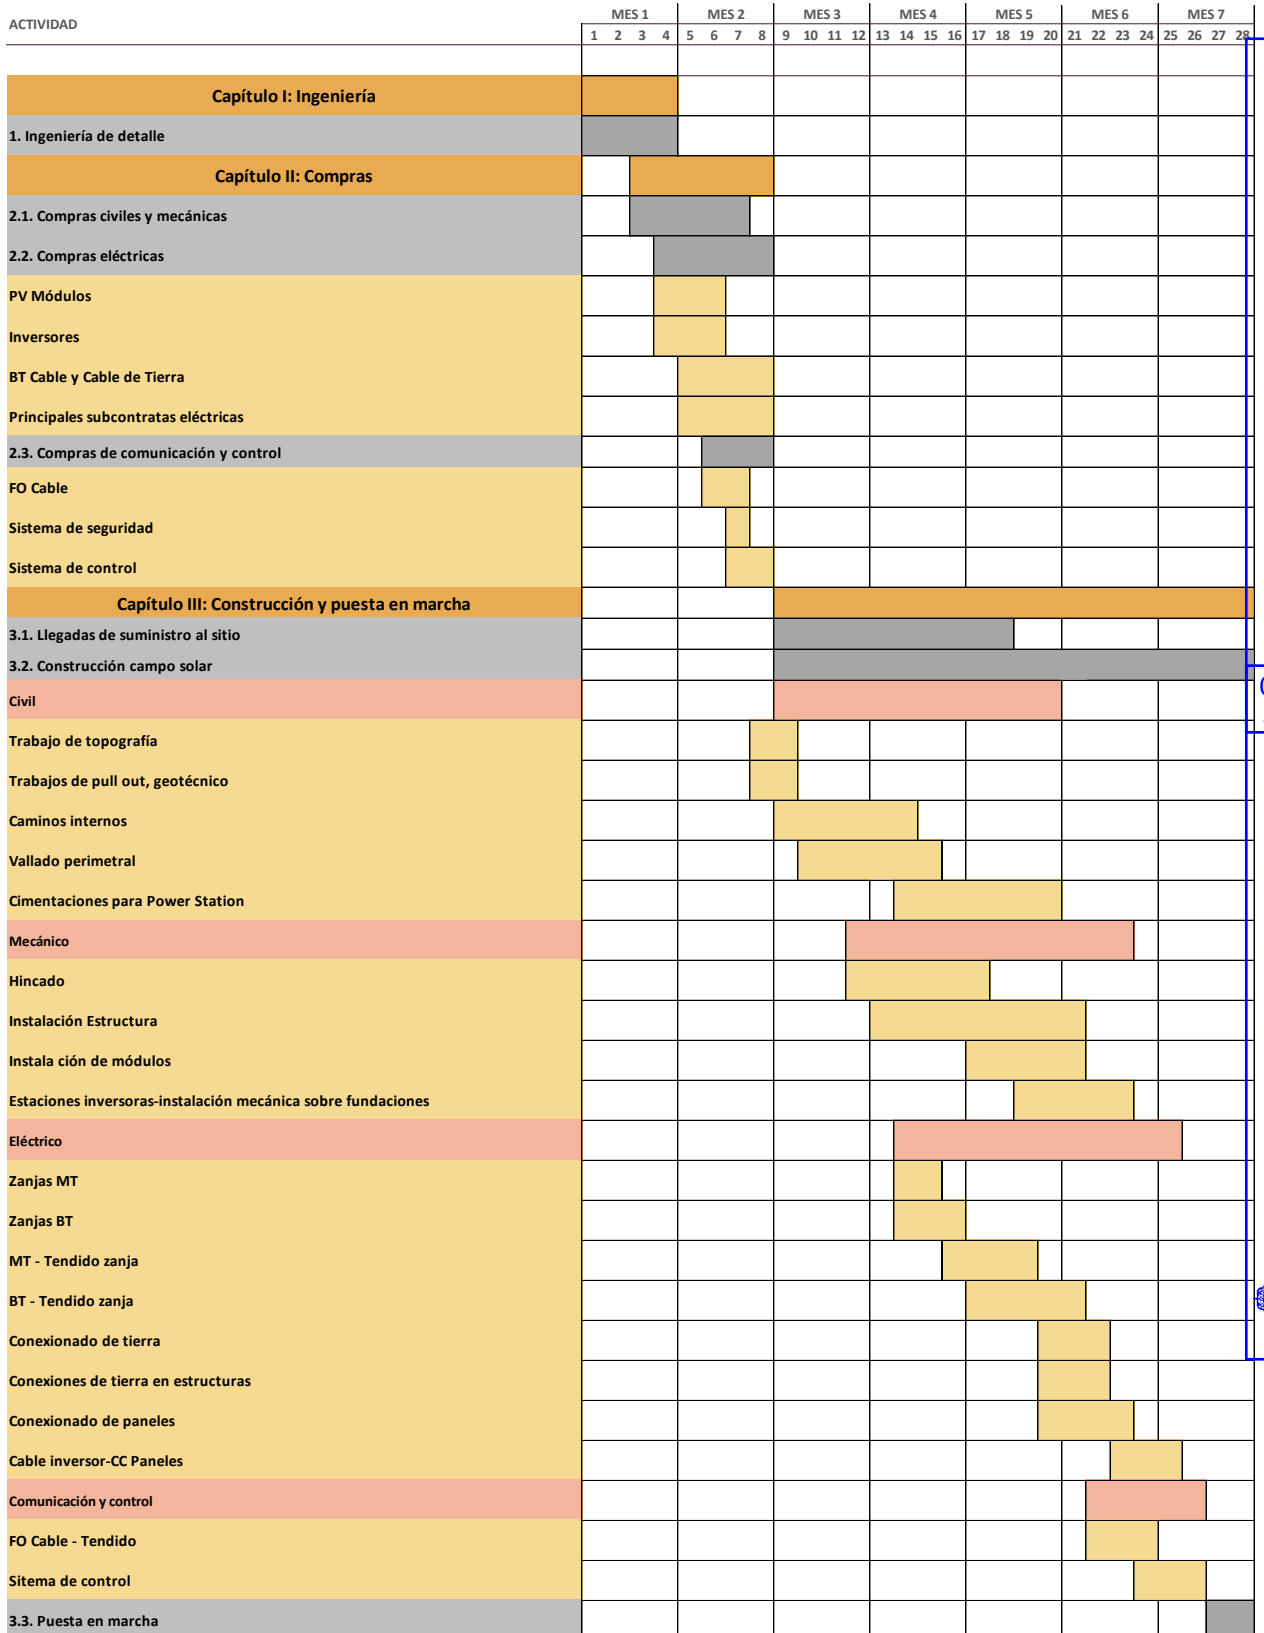 ACTIVIDAD
MES 1 MES 2 MES 3 MES 4 MES 5 MES 6 MES 7
1 2 3 4 5 6 7 8 9 10 11 12 13 14 15 16 17 18 19 20 21 22 23 24 25 26 27 28
Capítulo I: Ingeniería
1. Ingeniería de detalle
Capítulo II: Compras
2.1. Compras civiles y mecánicas
2.2. Compras eléctricas
PV Módulos
Inversores
BT Cable y Cable de Tierra
Principales subcontratas eléctricas
2.3. Compras de comunicación y control
FO Cable
Sistema de seguridad
Sistema de control
Capítulo III: Construcción y puesta en marcha
3.1. Llegadas de suministro al sitio
3.2. Construcción campo solar
Civil
Trabajo de topografía
Trabajos de pull out, geotécnico
Caminos internos
Vallado perimetral
Cimentaciones para Power Station
Mecánico
Hincado
Instalación Estructura
Instala ción de módulos
Estaciones inversoras-instalación mecánica sobre fundaciones
Eléctrico
Zanjas MT
Zanjas BT
MT - Tendido zanja
BT - Tendido zanja
Conexionado de tierra
Conexiones de tierra en estructuras
Conexionado de paneles
Cable inversor-CC Paneles
Comunicación y control
FO Cable - Tendido
Sitema de control
3.3. Puesta en marcha